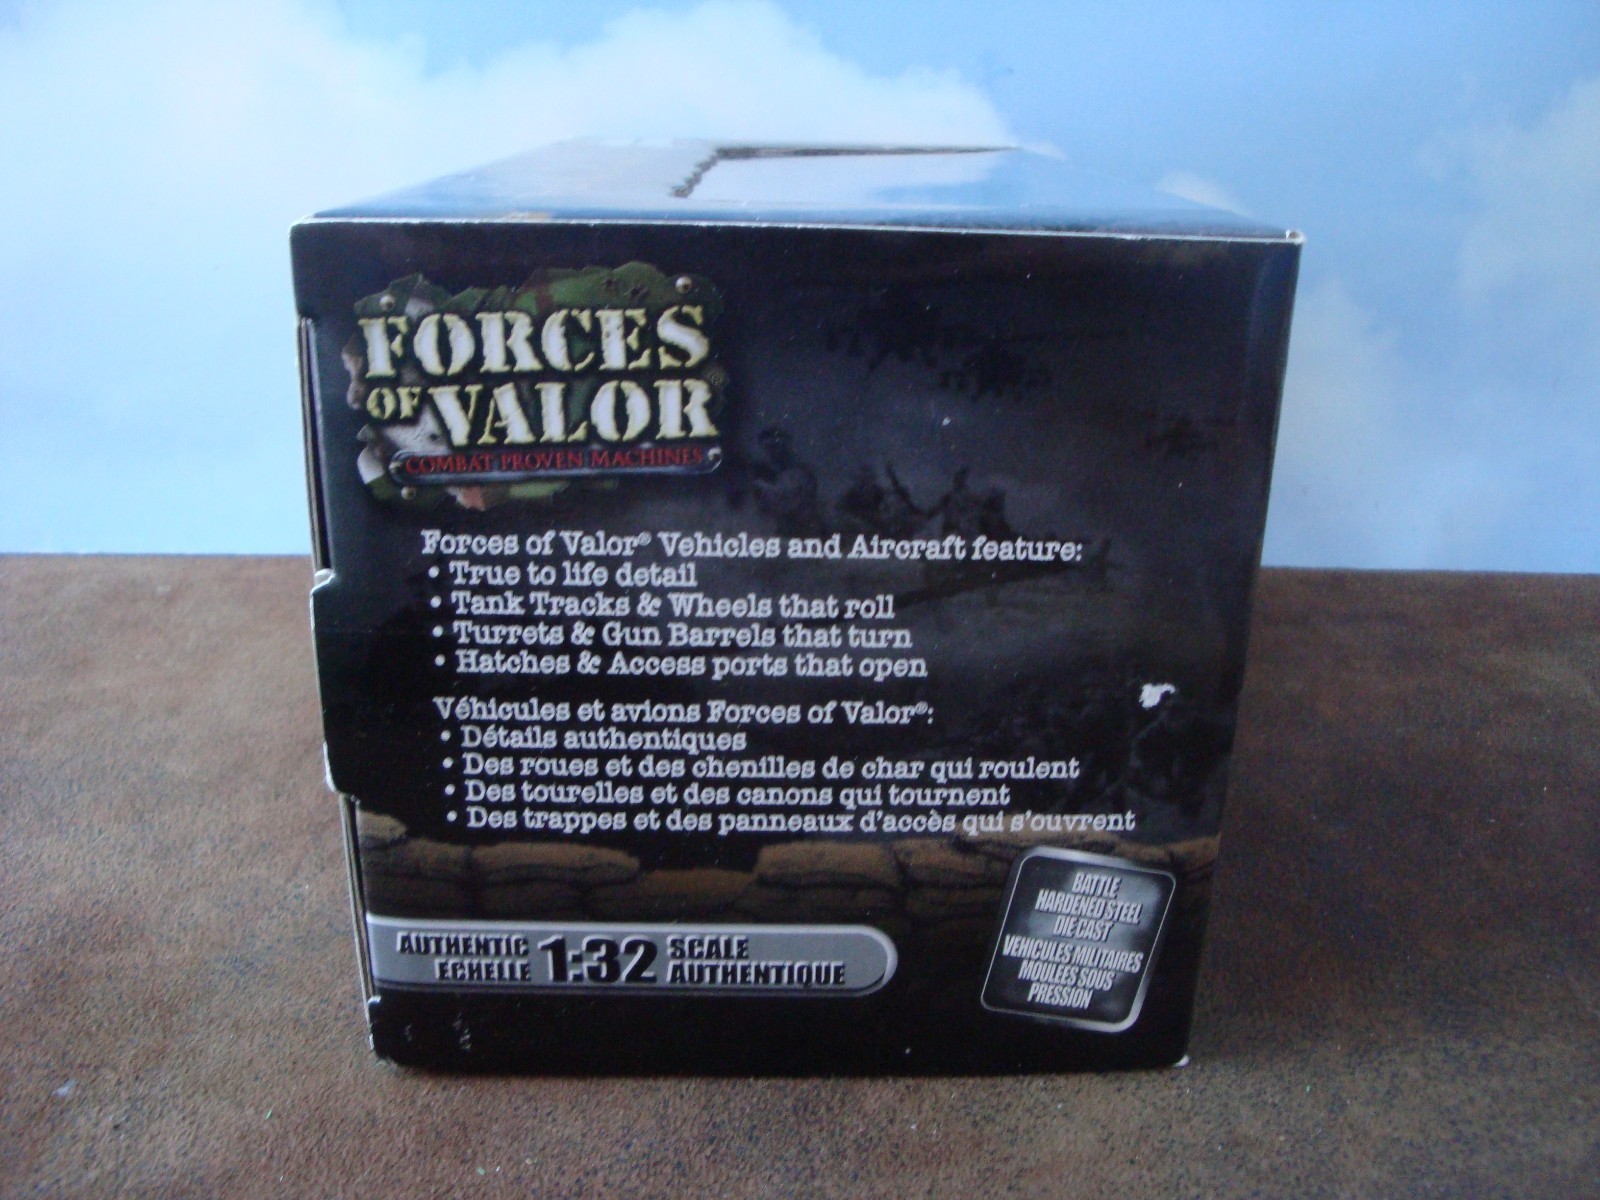 FORCES
OF VALOR®
COMBAT PROVEN MACHINES
Forces of Valor® Vehicles and Aircraft feature:
• True to life detail
• Tank Tracks & Wheels that roll
• Turrets & Gun Barrels that turn
• Hatches & Access ports that open
Véhicules et avions Forces of Valor®:
• Détails authentiques
• Des roues et des chenilles de char qui roulent
• Des tourelles et des canons qui tournent
• Des trappes et des panneaux d'accès qui s'ouvrent
AUTHENTIC 1:32 SCALE
ECHELLE AUTHENTIQUE
BATTLE
HARDENED STEEL
DIE CAST
VEHICULES MILITAIRES
MOULEES SOUS
PRESSION